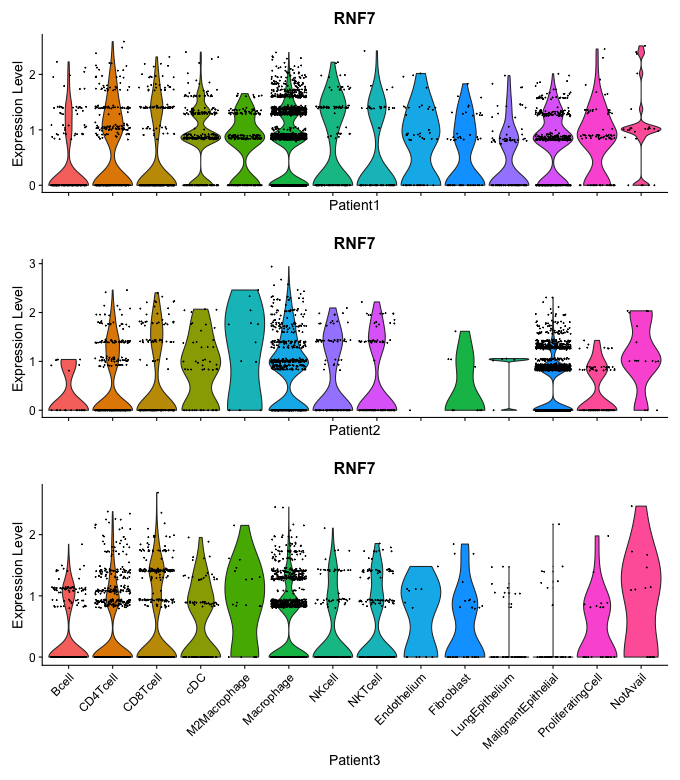 RNF7
Expression Level
2
1
0
Patient1
RNF7
Expression Level
3
2
1
0
Patient2
RNF7
Expression Level
2
1
0
Bcell
CD4Tcell
CD8Tcell
cDC
M2Macrophage
Macrophage
NKcell
NKTcell
Endothelium
Fibroblast
LungEpithelium
MalignantEpithelial
ProliferatingCell
NotAvail
Patient3